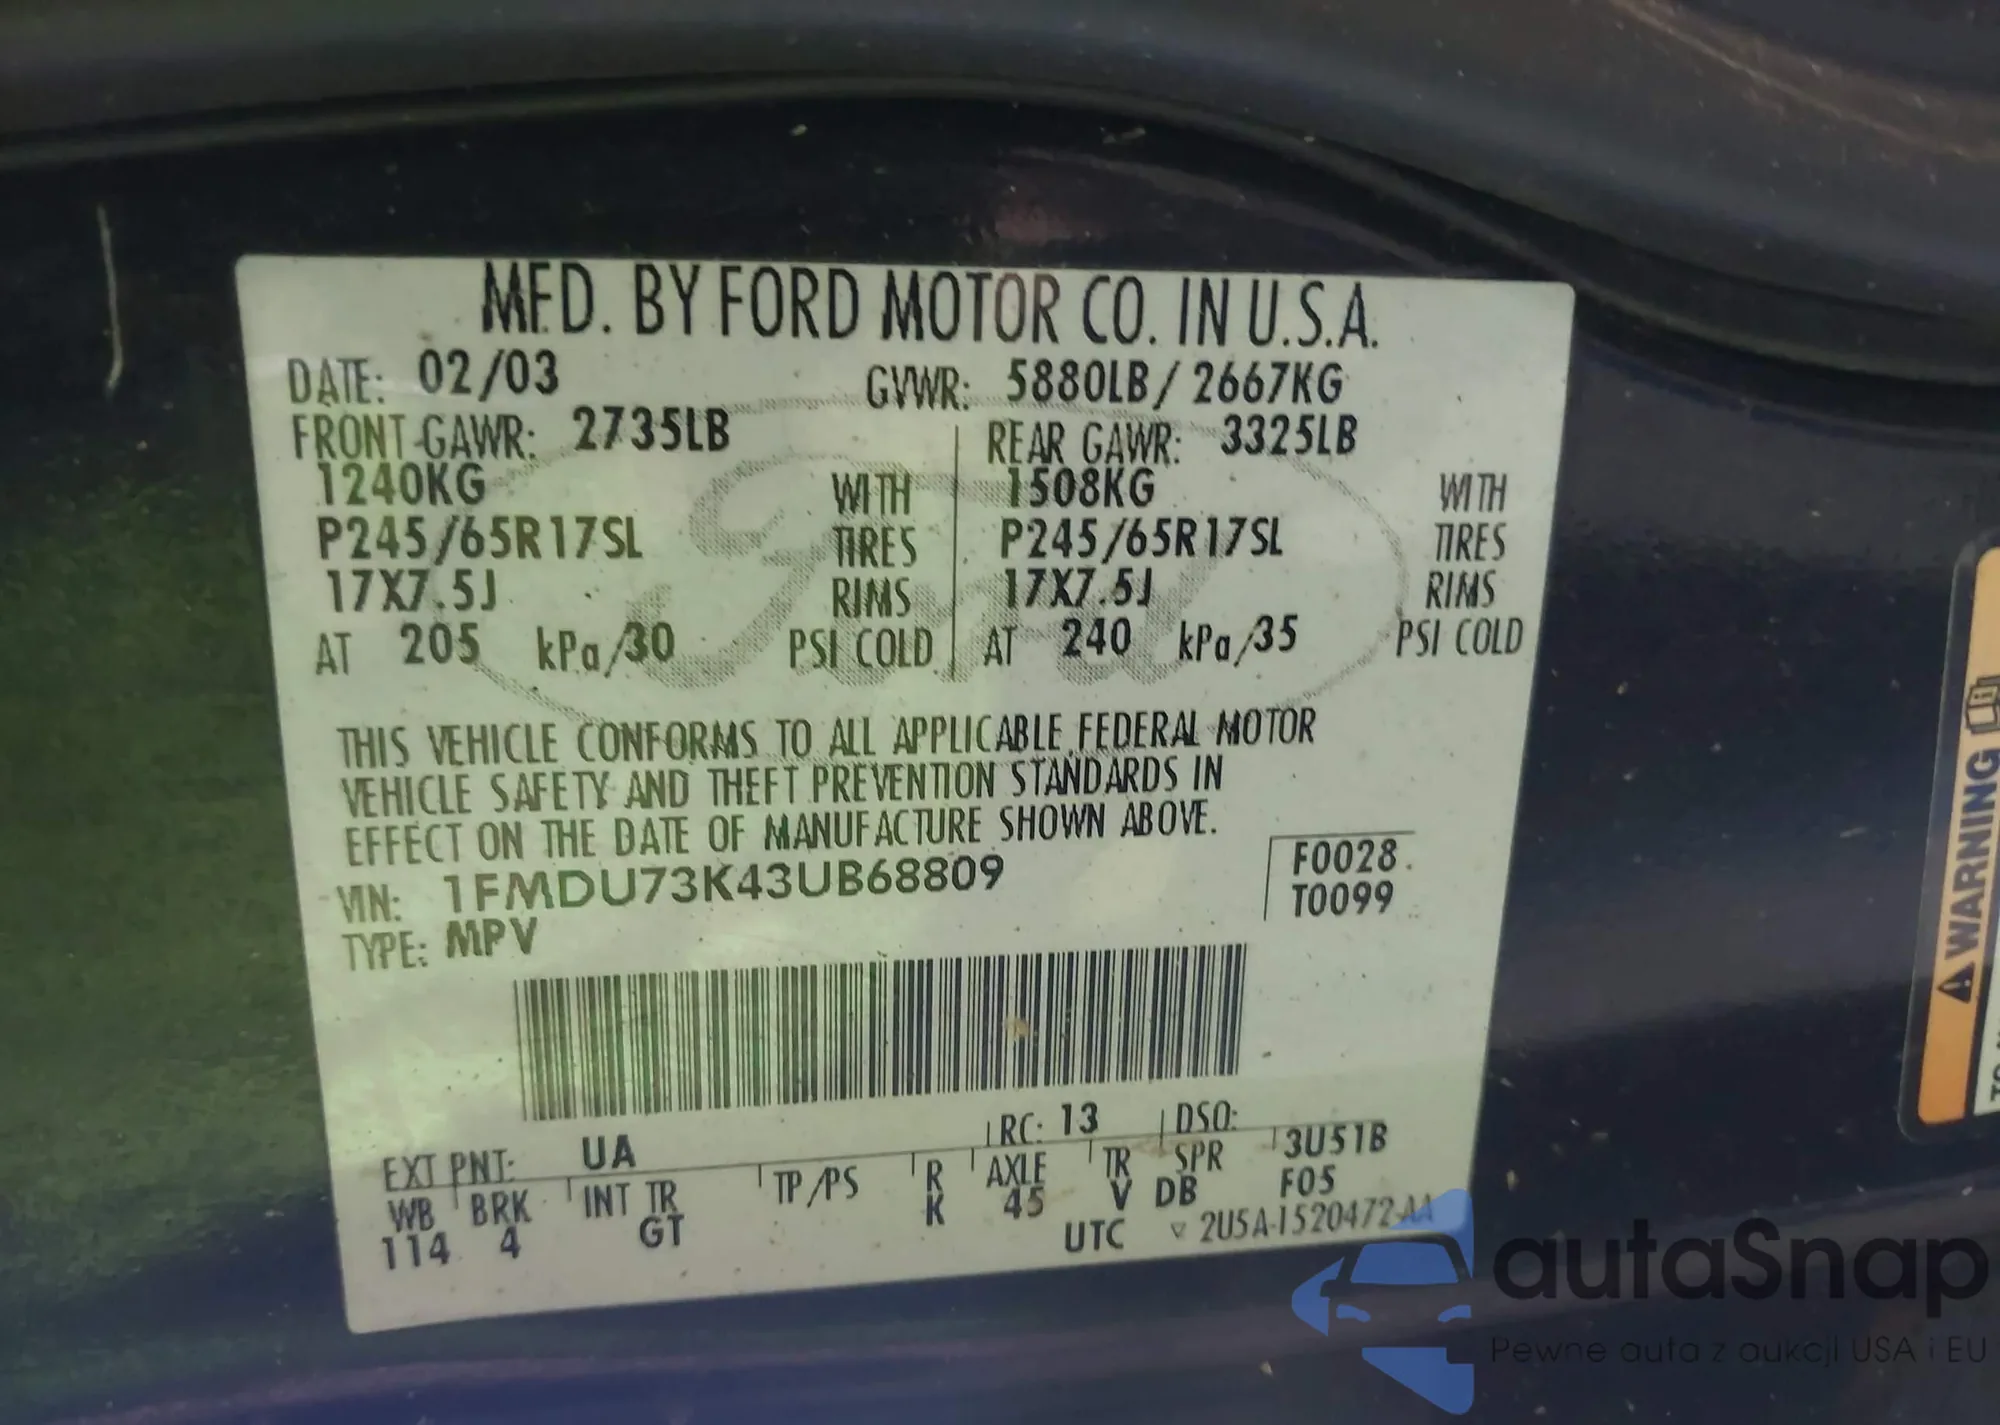 MFD. BY FORD MOTOR CO. IN U.S.A.
DATE: 02/03 GVWR: 5880LB / 2667KG
FRONT GAWR: 2735LB REAR GAWR: 3325LB
1240KG WITH 1508KG WITH
P245/65R17SL TIRES P245/65R17SL TIRES
17X7.5J RIMS 17X7.5J RIMS
AT 205 kPa/30 PSI COLD AT 240 kPa/35 PSI COLD
Ford
THIS VEHICLE CONFORMS TO ALL APPLICABLE FEDERAL MOTOR
VEHICLE SAFETY AND THEFT PREVENTION STANDARDS IN
EFFECT ON THE DATE OF MANUFACTURE SHOWN ABOVE.
VIN: 1FMDU73K43UB68809 F0028
TYPE: MPV T0099
EXT PNT: UA RC: 13 DSO: 3U51B
WB BRK INT TR TP/PS R AXLE TR SPR F05
114 4 GT K 45 V DB
UTC ▽ 2U5A-1520472-AA
⚠ WARNING
autaSnap
Pewne auta z aukcji USA i EU